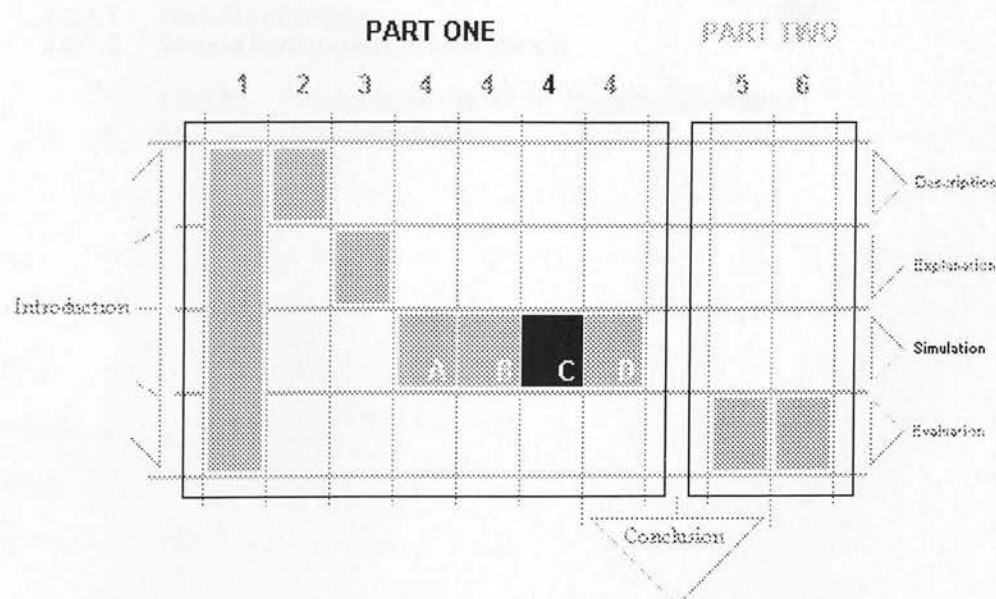 PART ONE PART TWO
1 2 3 4 4 4 4 5 6
Description
Explanation
Introduction
Simulation
A B C D
Evaluation
Conclusion